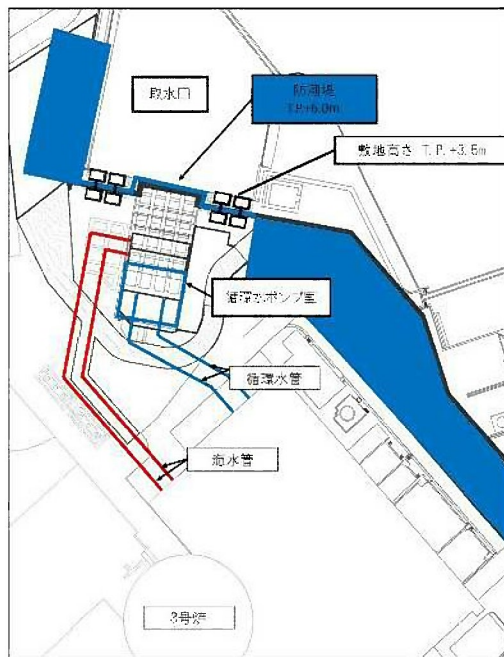 取水口
防潮堤
T.P.+6.0m
敷地高さ T.P.+3.5m
循環水ポンプ室
循環水管
海水管
3号炉